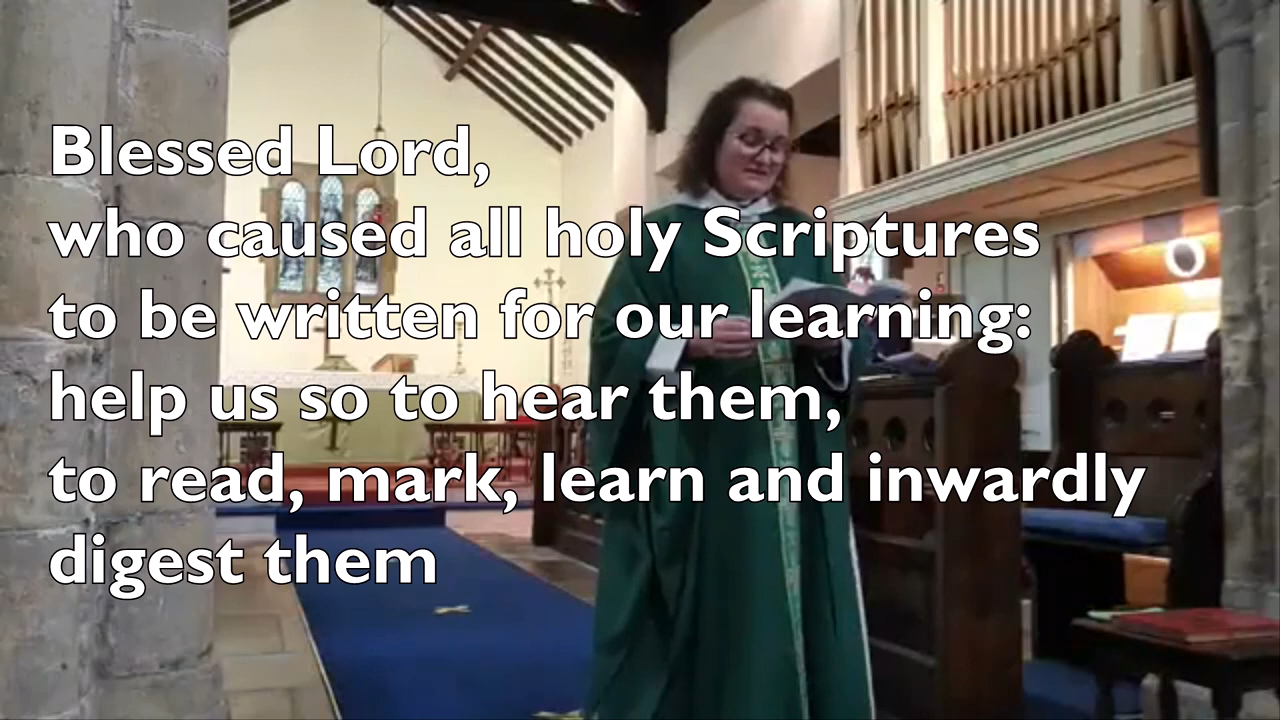 Blessed Lord,
who caused all holy Scriptures
to be written for our learning:
help us so to hear them,
to read, mark, learn and inwardly
digest them